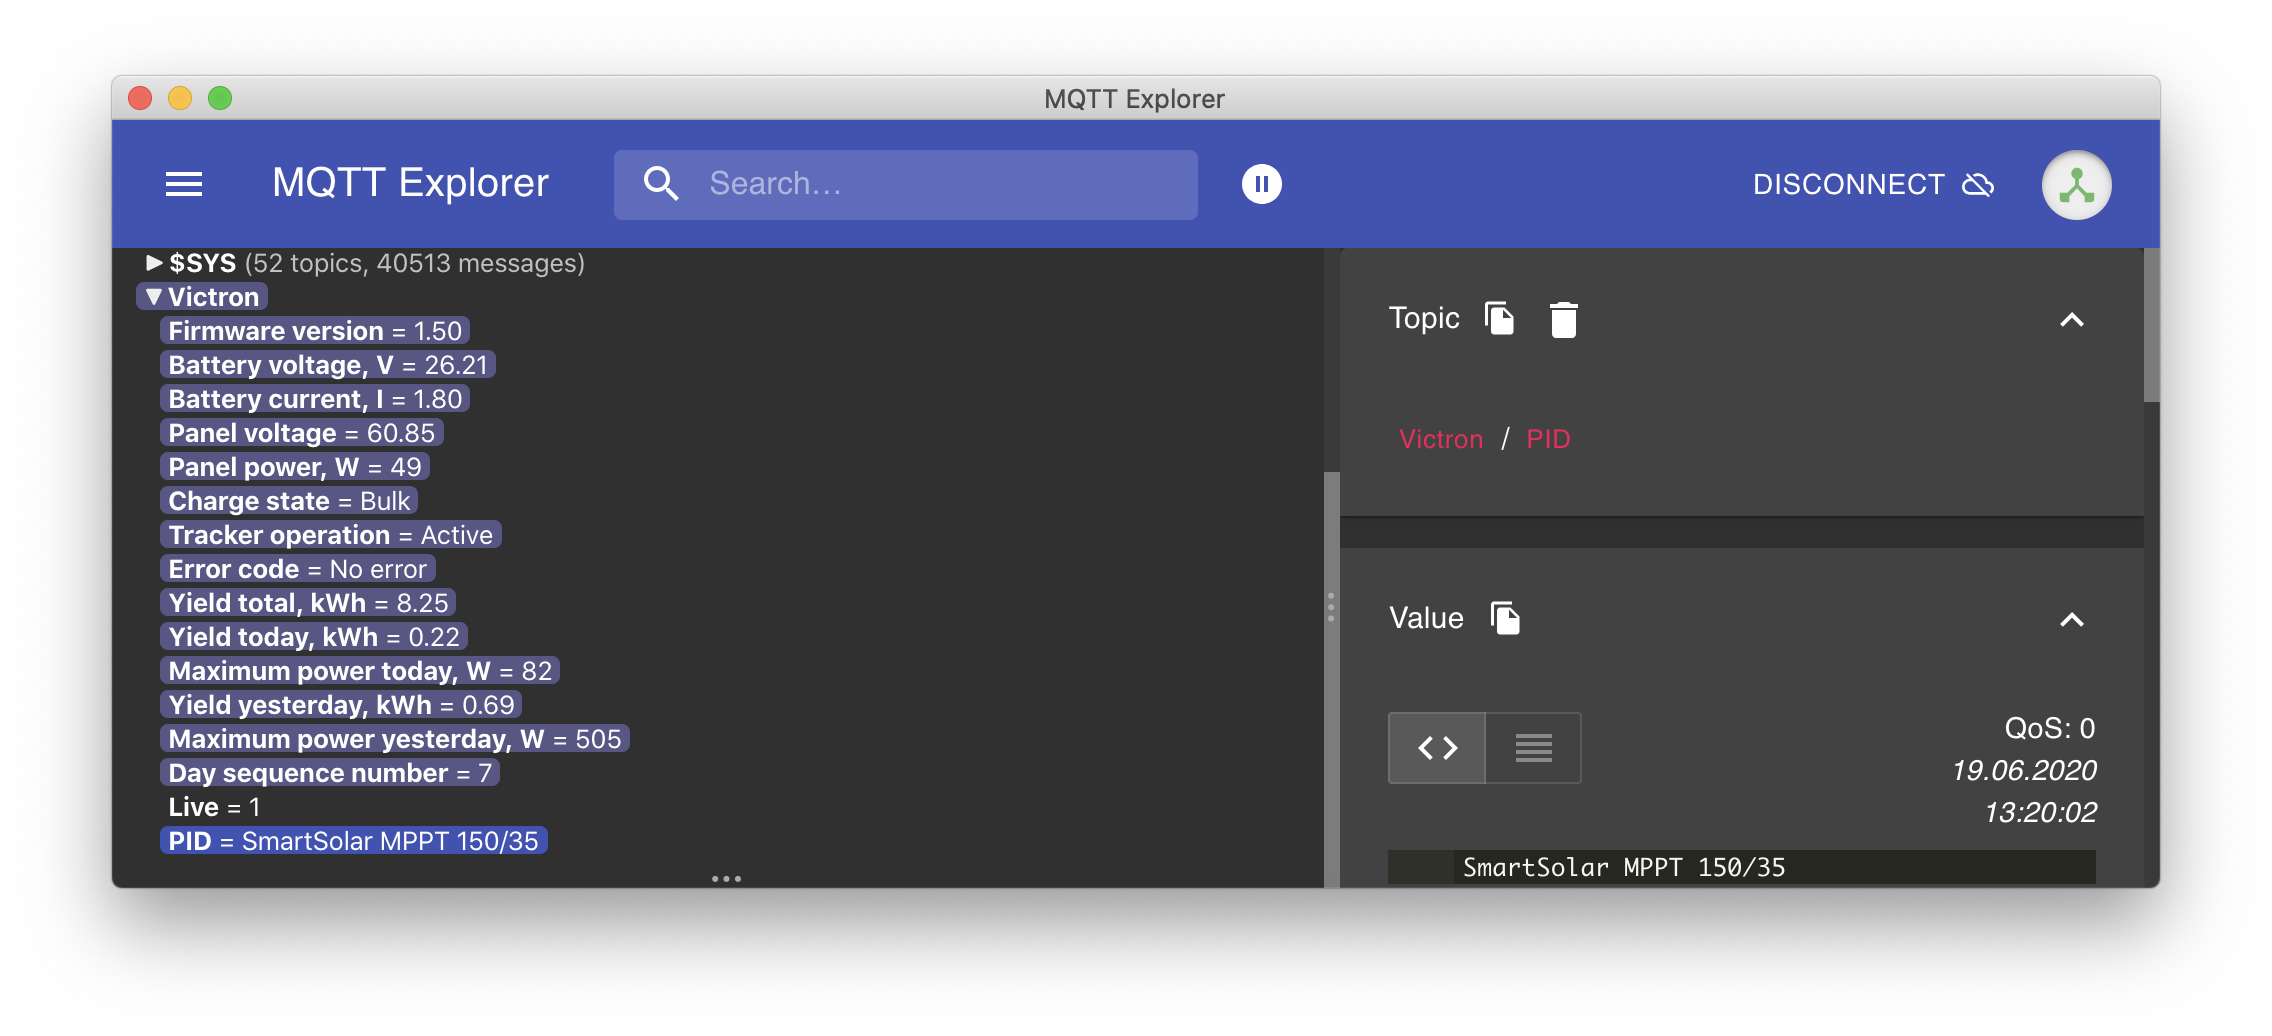 MQTT Explorer
MQTT Explorer
Search…
DISCONNECT
$SYS (52 topics, 40513 messages)
Victron
Firmware version = 1.50
Battery voltage, V = 26.21
Battery current, I = 1.80
Panel voltage = 60.85
Panel power, W = 49
Charge state = Bulk
Tracker operation = Active
Error code = No error
Yield total, kWh = 8.25
Yield today, kWh = 0.22
Maximum power today, W = 82
Yield yesterday, kWh = 0.69
Maximum power yesterday, W = 505
Day sequence number = 7
Live = 1
PID = SmartSolar MPPT 150/35
Topic
Victron / PID
Value
QoS: 0
19.06.2020
13:20:02
SmartSolar MPPT 150/35